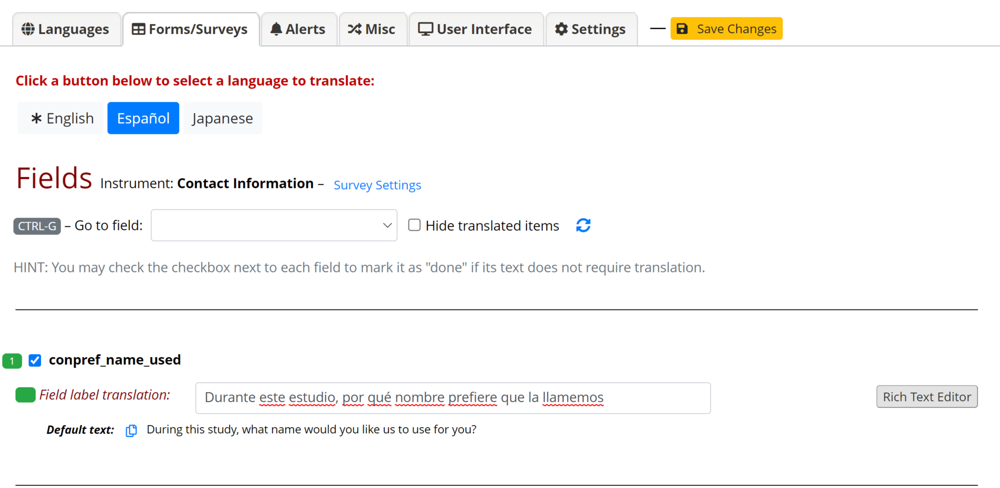 Languages Forms/Surveys Alerts Misc User Interface Settings — Save Changes
Click a button below to select a language to translate:
* English Español Japanese
Fields Instrument: Contact Information – Survey Settings
CTRL-G – Go to field: Hide translated items
HINT: You may check the checkbox next to each field to mark it as "done" if its text does not require translation.
1 conpref_name_used
Field label translation: Durante este estudio, por qué nombre prefiere que la llamemos Rich Text Editor
Default text: During this study, what name would you like us to use for you?